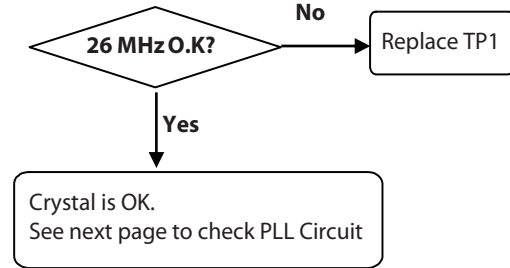 No
26 MHz O.K?
Replace TP1
Yes
Crystal is OK.
See next page to check PLL Circuit